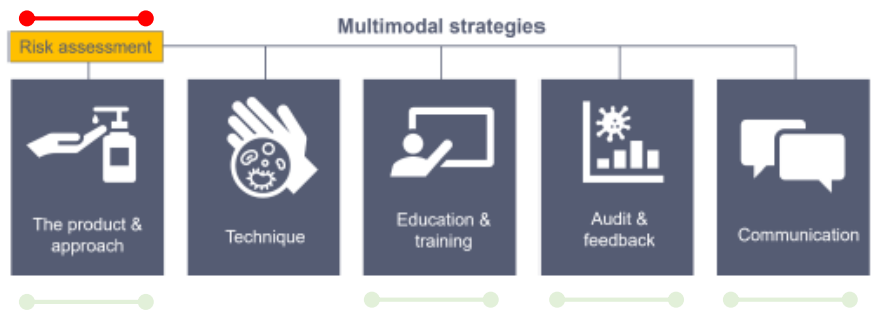 Multimodal strategies
Risk assessment
The product &
approach
Technique
Education &
training
Audit &
feedback
Communication